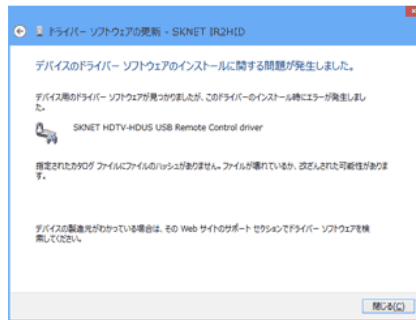 ドライバー ソフトウェアの更新 - SKNET IR2HID
デバイスのドライバー ソフトウェアのインストールに関する問題が発生しました。
デバイス用のドライバー ソフトウェアが見つかりましたが、このドライバーのインストール時にエラーが発生しまし
た。
SKNET HDTV-HDUS USB Remote Control driver
指定されたカタログ ファイルにファイルのハッシュがありません。ファイルが壊れているか、改ざんされた可能性がありま
す。
デバイスの製造元がわかっている場合は、その Web サイトのサポート セクションでドライバー ソフトウェアを検
索してください。
閉じる(C)